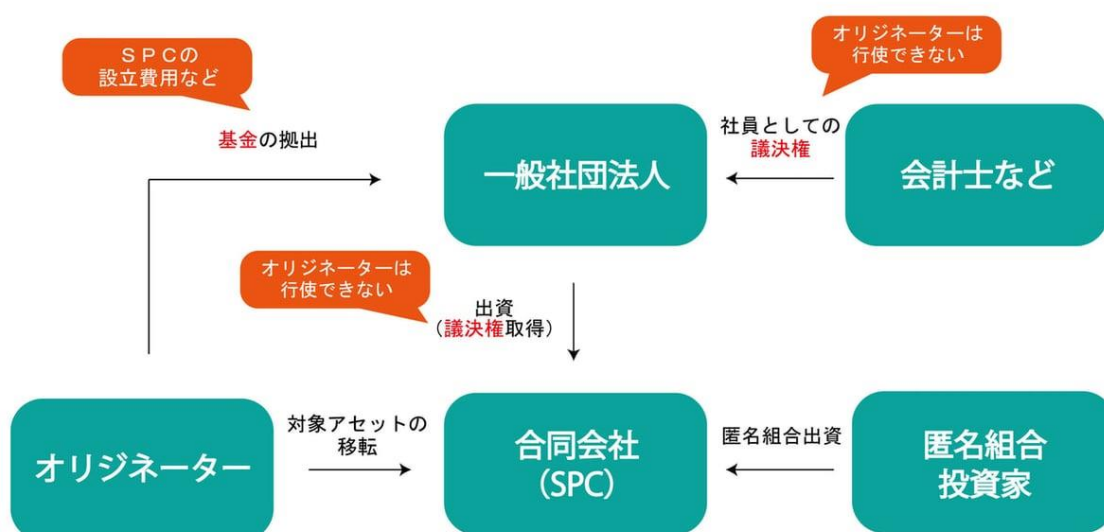 ＳＰＣの
設立費用など
オリジネーターは
行使できない
基金の拠出
一般社団法人
社員としての
議決権
会計士など
オリジネーターは
行使できない
出資
（議決権取得）
オリジネーター
対象アセットの
移転
合同会社
(SPC)
匿名組合出資
匿名組合
投資家